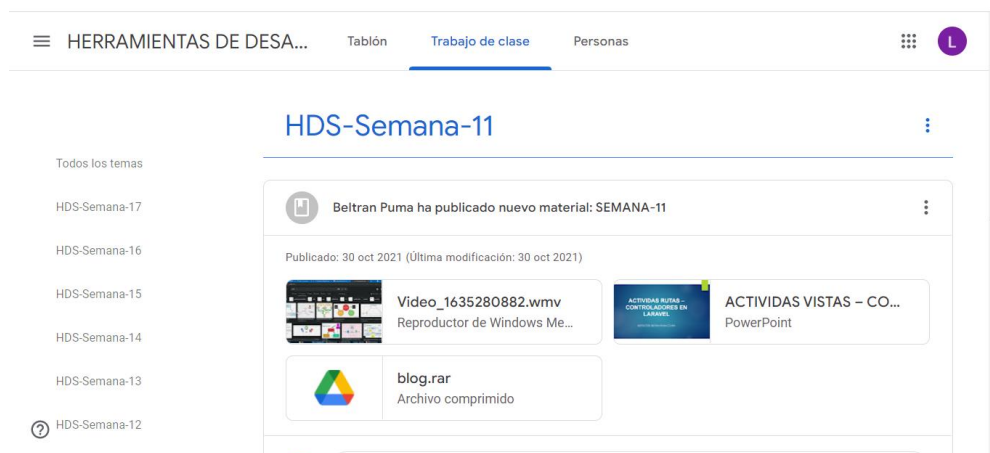 HERRAMIENTAS DE DESA...
Tablón
Trabajo de clase
Personas
L
HDS-Semana-11
Todos los temas
HDS-Semana-17
HDS-Semana-16
HDS-Semana-15
HDS-Semana-14
HDS-Semana-13
HDS-Semana-12
Beltran Puma ha publicado nuevo material: SEMANA-11
Publicado: 30 oct 2021 (Última modificación: 30 oct 2021)
Video_1635280882.wmv
Reproductor de Windows Me...
ACTIVIDAS RUTAS –
CONTROLADORES EN
LARAVEL
ACTIVIDAS VISTAS – CO...
PowerPoint
blog.rar
Archivo comprimido